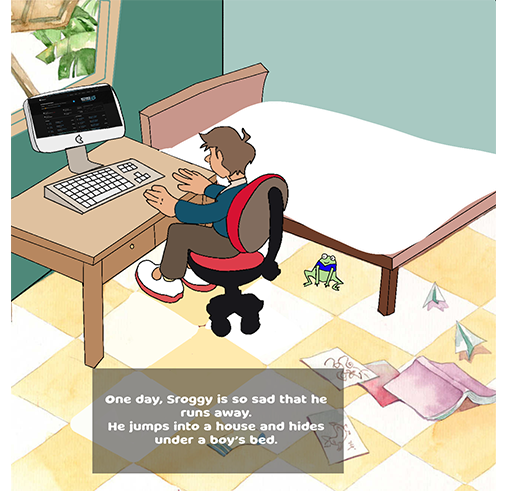 One day, Sroggy is so sad that he
runs away.
He jumps into a house and hides
under a boy's bed.